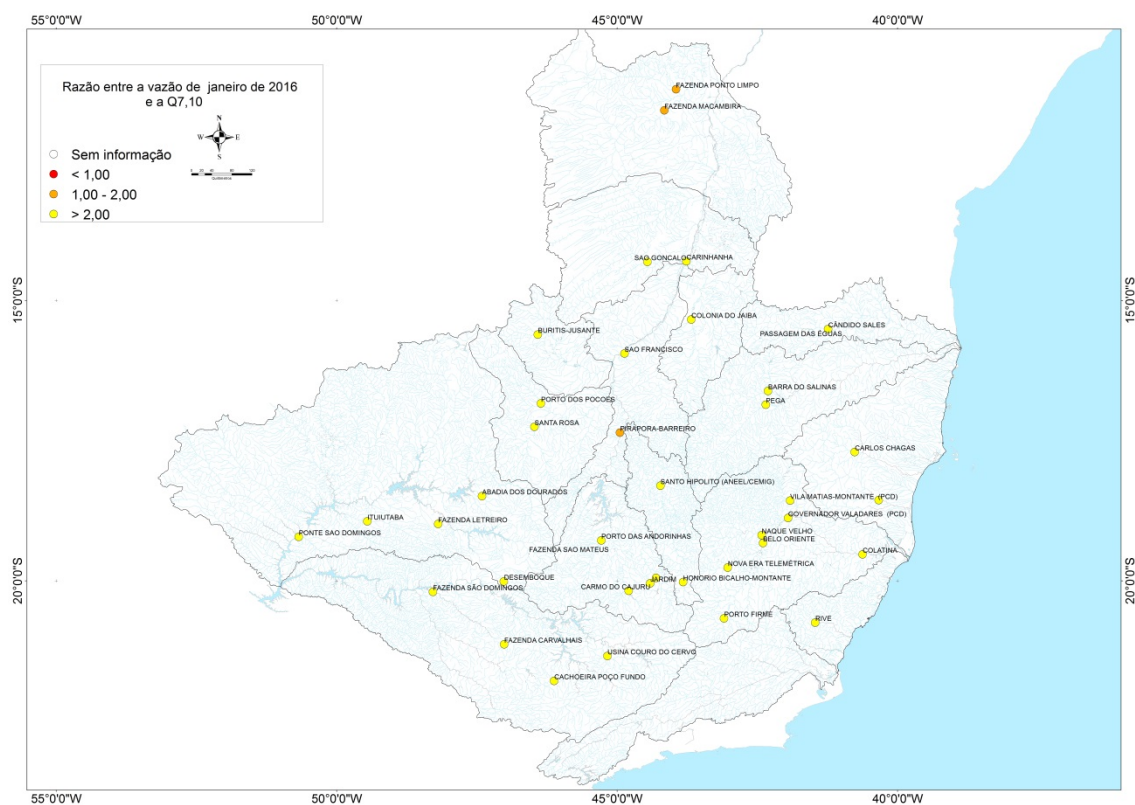 55°0'0"W 50°0'0"W 45°0'0"W 40°0'0"W
Razão entre a vazão de janeiro de 2016
e a Q7,10
N
W E
S
Sem informação
< 1,00
1,00 - 2,00
> 2,00
FAZENDA PONTO LIMPO
FAZENDA MACAMBIRA
SAO GONCALO
CARINHANHA
15°0'0"S
15°0'0"S
COLONIA DO JAIBA
CÂNDIDO SALES
PASSAGEM DAS ÉGUAS
BURITIS-JUSANTE
SAO FRANCISCO
BARRA DO SALINAS
PEGA
PORTO DOS POCOES
SANTA ROSA
PIRAPORA-BARREIRO
CARLOS CHAGAS
SANTO HIPOLITO (ANEEL/CEMIG)
ABADIA DOS DOURADOS
VILA MATIAS-MONTANTE (PCD)
GOVERNADOR VALADARES (PCD)
ITUIUTABA
FAZENDA LETREIRO
PONTE SAO DOMINGOS
NAQUE VELHO
BELO ORIENTE
PORTO DAS ANDORINHAS
FAZENDA SAO MATEUS
COLATINA
NOVA ERA TELEMÉTRICA
20°0'0"S
20°0'0"S
DESEMBOQUE
FAZENDA SÃO DOMINGOS
JARDIM
CARMO DO CAJURU
HONORIO BICALHO-MONTANTE
PORTO FIRME
RIVE
FAZENDA CARVALHAIS
USINA COURO DO CERVO
CACHOEIRA POÇO FUNDO
55°0'0"W 50°0'0"W 45°0'0"W 40°0'0"W